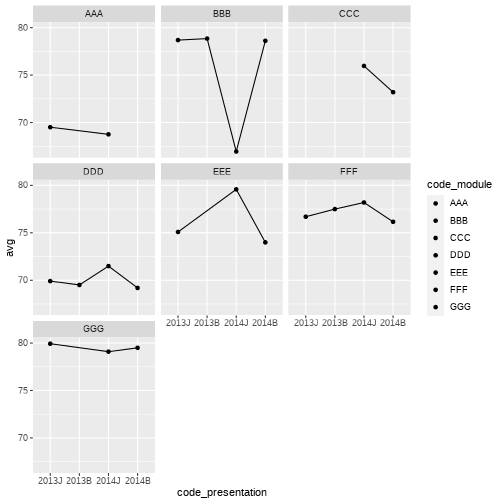 AAA BBB CCC
80
75
70
DDD EEE FFF
80
75
70
2013J 2013B 2014J 2014B 2013J 2013B 2014J 2014B
GGG
80
75
70
2013J 2013B 2014J 2014B
code_presentation
avg
code_module
AAA
BBB
CCC
DDD
EEE
FFF
GGG